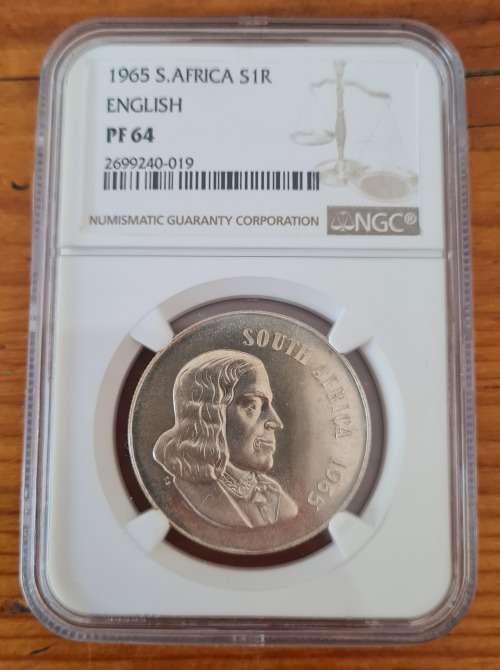 1965 S.AFRICA S1R
ENGLISH
PF 64
2699240-019
NUMISMATIC GUARANTY CORPORATION
NGC®
SOUTH AFRICA 1965